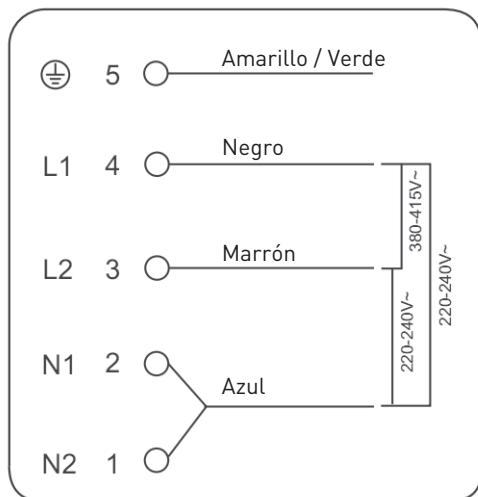 5 Amarillo / Verde
L1 4 Negro
380-415V~
220-240V~
L2 3 Marrón
220-240V~
N1 2
Azul
N2 1